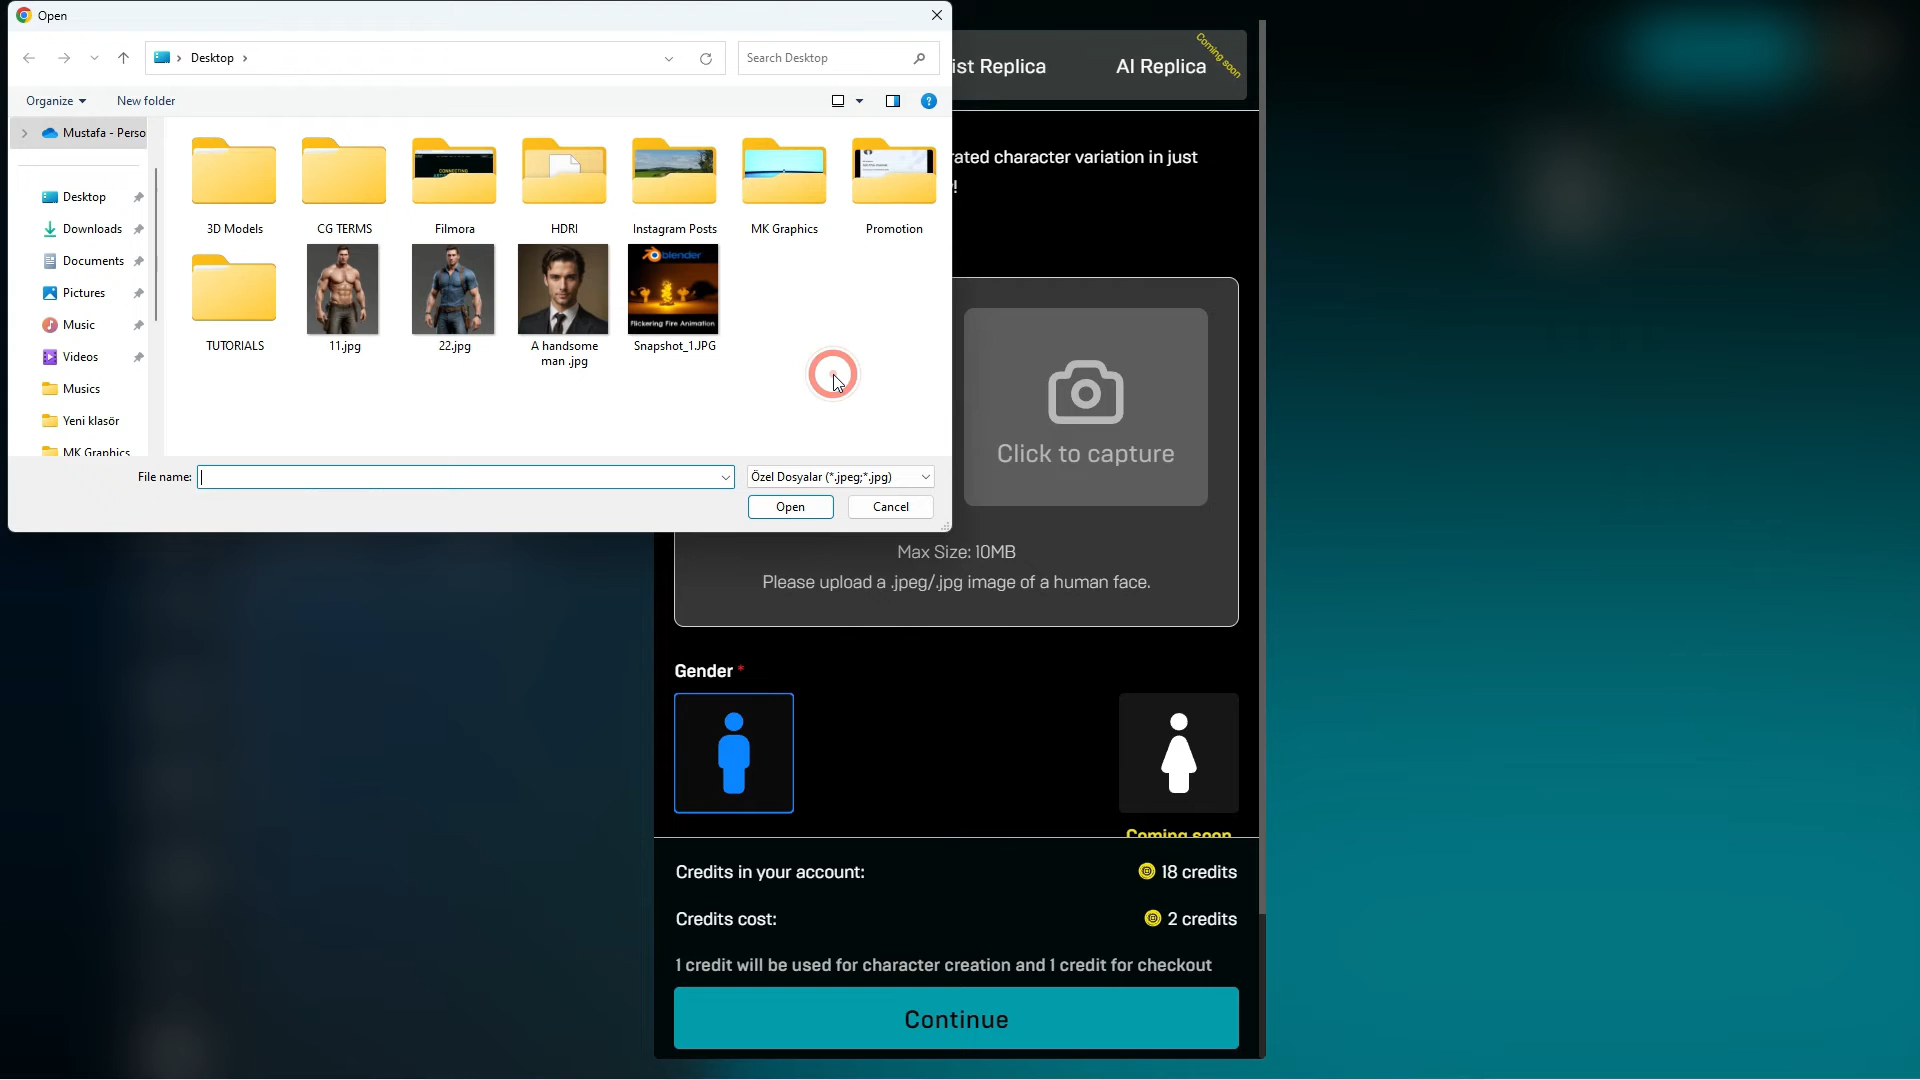 Open
Desktop
Search Desktop
Organize
New folder
Mustafa - Perso
Desktop
Downloads
Documents
Pictures
Music
Videos
Musics
Yeni klasör
MK Graphics
3D Models
CG TERMS
Filmora
HDRI
Instagram Posts
MK Graphics
Promotion
TUTORIALS
11.jpg
22.jpg
A handsome
man .jpg
blender
Flickering Fire Animation
Snapshot_1.JPG
File name:
Özel Dosyalar (*.jpeg;*.jpg)
Open
Cancel
ist Replica
AI Replica
Coming soon
rated character variation in just
!
Click to capture
Max Size: 10MB
Please upload a .jpeg/.jpg image of a human face.
Gender *
Coming soon
Credits in your account:
18 credits
Credits cost:
2 credits
1 credit will be used for character creation and 1 credit for checkout
Continue